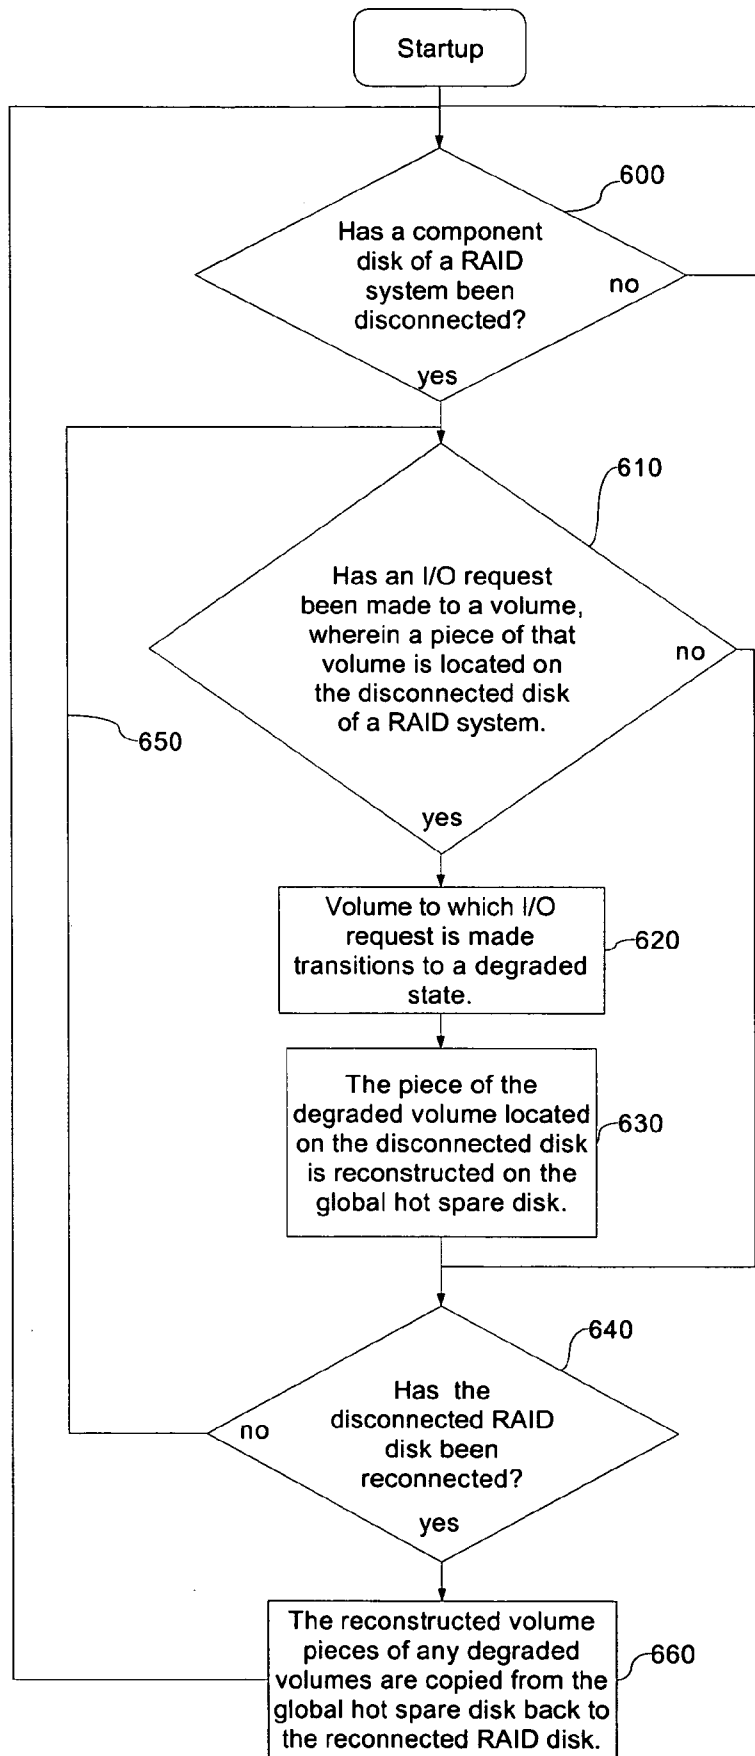 Startup
600
Has a component
disk of a RAID
system been
disconnected?
no
yes
610
Has an I/O request
been made to a volume,
wherein a piece of that
volume is located on
the disconnected disk
of a RAID system.
no
650
yes
Volume to which I/O
request is made
transitions to a degraded
state.
620
The piece of the
degraded volume located
on the disconnected disk
is reconstructed on the
global hot spare disk.
630
640
Has the
disconnected RAID
disk been
reconnected?
no
yes
The reconstructed volume
pieces of any degraded
volumes are copied from the
global hot spare disk back to
the reconnected RAID disk.
660